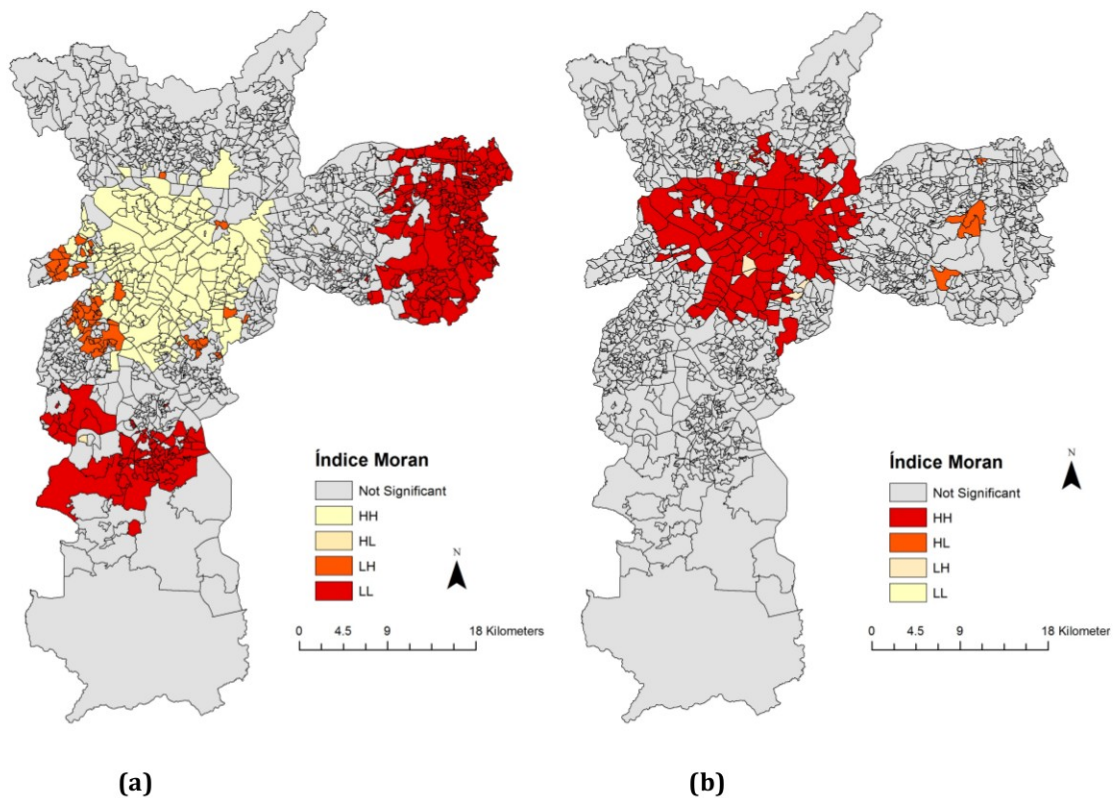 Índice Moran
Not Significant
HH
HL
LH
LL
N
0 4.5 9 18 Kilometers
Índice Moran
Not Significant
HH
HL
LH
LL
N
0 4.5 9 18 Kilometer
(a)
(b)